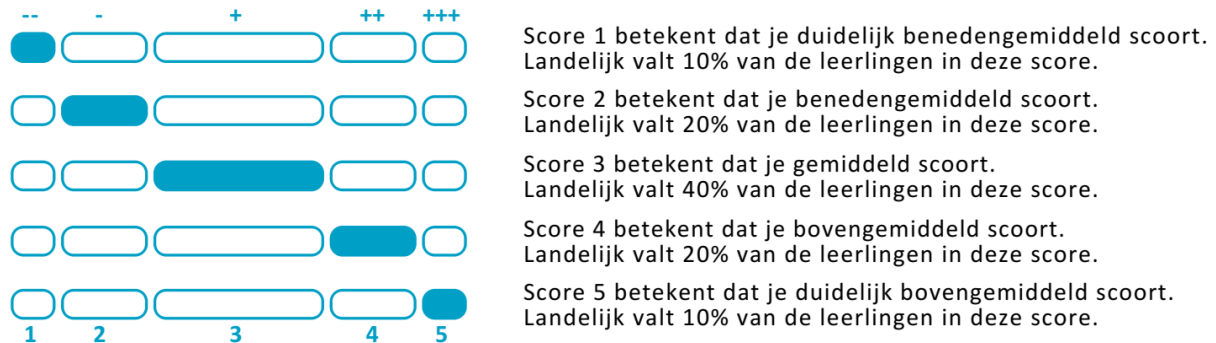 -- - + ++ +++
Score 1 betekent dat je duidelijk benedengemiddeld scoort.
Landelijk valt 10% van de leerlingen in deze score.
Score 2 betekent dat je benedengemiddeld scoort.
Landelijk valt 20% van de leerlingen in deze score.
Score 3 betekent dat je gemiddeld scoort.
Landelijk valt 40% van de leerlingen in deze score.
Score 4 betekent dat je bovengemiddeld scoort.
Landelijk valt 20% van de leerlingen in deze score.
Score 5 betekent dat je duidelijk bovengemiddeld scoort.
Landelijk valt 10% van de leerlingen in deze score.
1 2 3 4 5